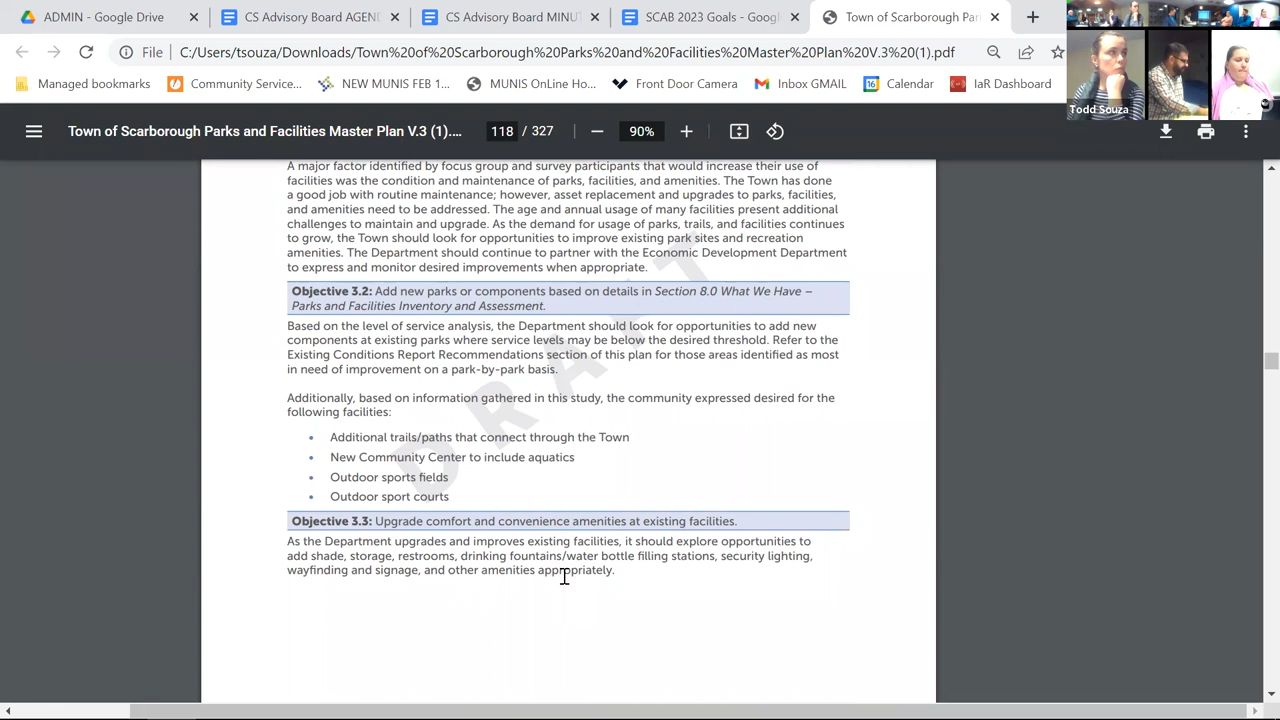 ADMIN - Google Drive
CS Advisory Board AGEN
CS Advisory Board M
SCAB 2023 Goals - Googl
Town of Scarborough Par
File C:/Users/tsouza/Downloads/Town%20of%20Scarborough%20Parks%20and%20Facilities%20Master%20Plan%20V.3%20(1).pdf
Managed bookmarks
Community Service...
NEW MUNIS FEB 1...
MUNIS OnLine Ho...
Front Door Camera
Inbox GMAIL
Calendar
IaR Dashboard
Todd Souza
Town of Scarborough Parks and Facilities Master Plan V.3 (1)....
118 / 327
90%
A major factor identified by focus group and survey participants that would increase their use of
facilities was the condition and maintenance of parks, facilities, and amenities. The Town has done
a good job with routine maintenance; however, asset replacement and upgrades to parks, facilities,
and amenities need to be addressed. The age and annual usage of many facilities present additional
challenges to maintain and upgrade. As the demand for usage of parks, trails, and facilities continues
to grow, the Town should look for opportunities to improve existing park sites and recreation
amenities. The Department should continue to partner with the Economic Development Department
to express and monitor desired improvements when appropriate.
Objective 3.2: Add new parks or components based on details in Section 8.0 What We Have –
Parks and Facilities Inventory and Assessment.
Based on the level of service analysis, the Department should look for opportunities to add new
components at existing parks where service levels may be below the desired threshold. Refer to the
Existing Conditions Report Recommendations section of this plan for those areas identified as most
in need of improvement on a park-by-park basis.
Additionally, based on information gathered in this study, the community expressed desired for the
following facilities:
• Additional trails/paths that connect through the Town
• New Community Center to include aquatics
• Outdoor sports fields
• Outdoor sport courts
Objective 3.3: Upgrade comfort and convenience amenities at existing facilities.
As the Department upgrades and improves existing facilities, it should explore opportunities to
add shade, storage, restrooms, drinking fountains/water bottle filling stations, security lighting,
wayfinding and signage, and other amenities appropriately.
DRAFT